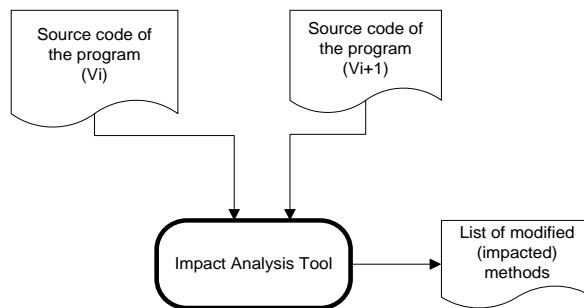 Source code of
the program
(Vi)
Source code of
the program
(Vi+1)
Impact Analysis Tool
List of modified
(impacted)
methods